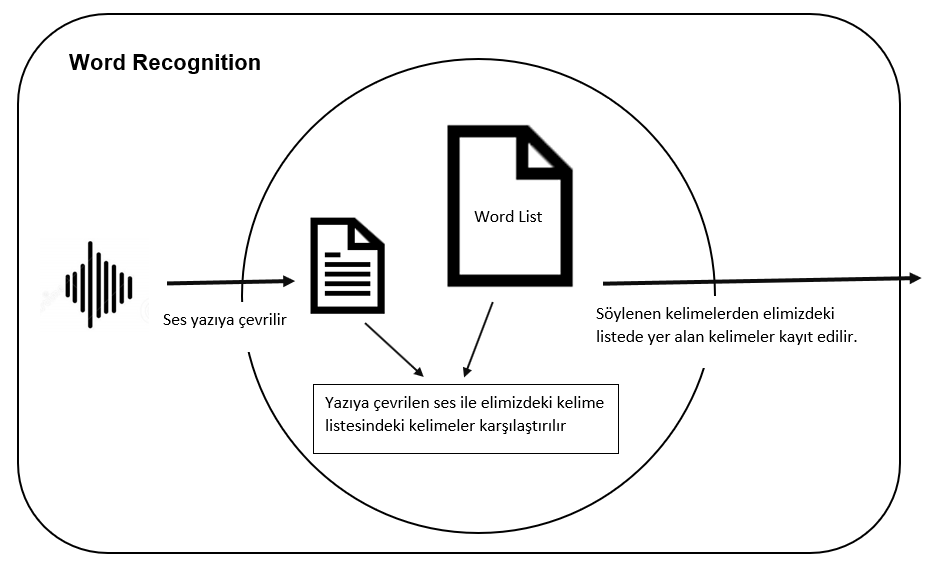 Word Recognition
Word List
Ses yazıya çevrilir
Söylenen kelimelerden elimizdeki
listede yer alan kelimeler kayıt edilir.
Yazıya çevrilen ses ile elimizdeki kelime
listesindeki kelimeler karşılaştırılır